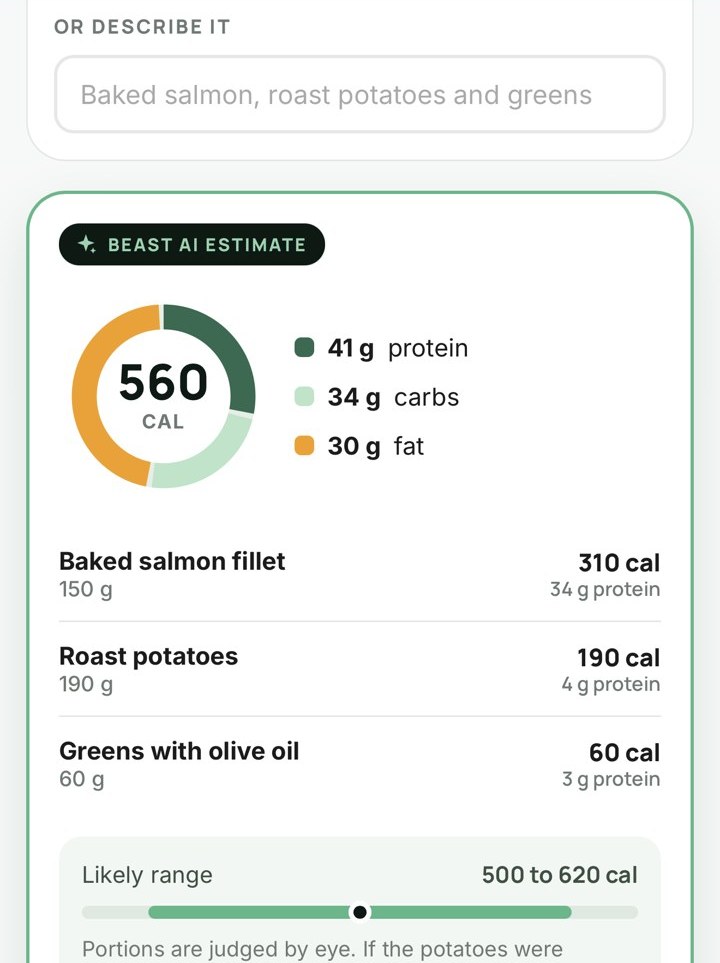 OR DESCRIBE IT
Baked salmon, roast potatoes and greens
BEAST AI ESTIMATE
560
CAL
41 g protein
34 g carbs
30 g fat
Baked salmon fillet 310 cal
150 g 34 g protein
Roast potatoes 190 cal
190 g 4 g protein
Greens with olive oil 60 cal
60 g 3 g protein
Likely range 500 to 620 cal
Portions are judged by eye. If the potatoes were